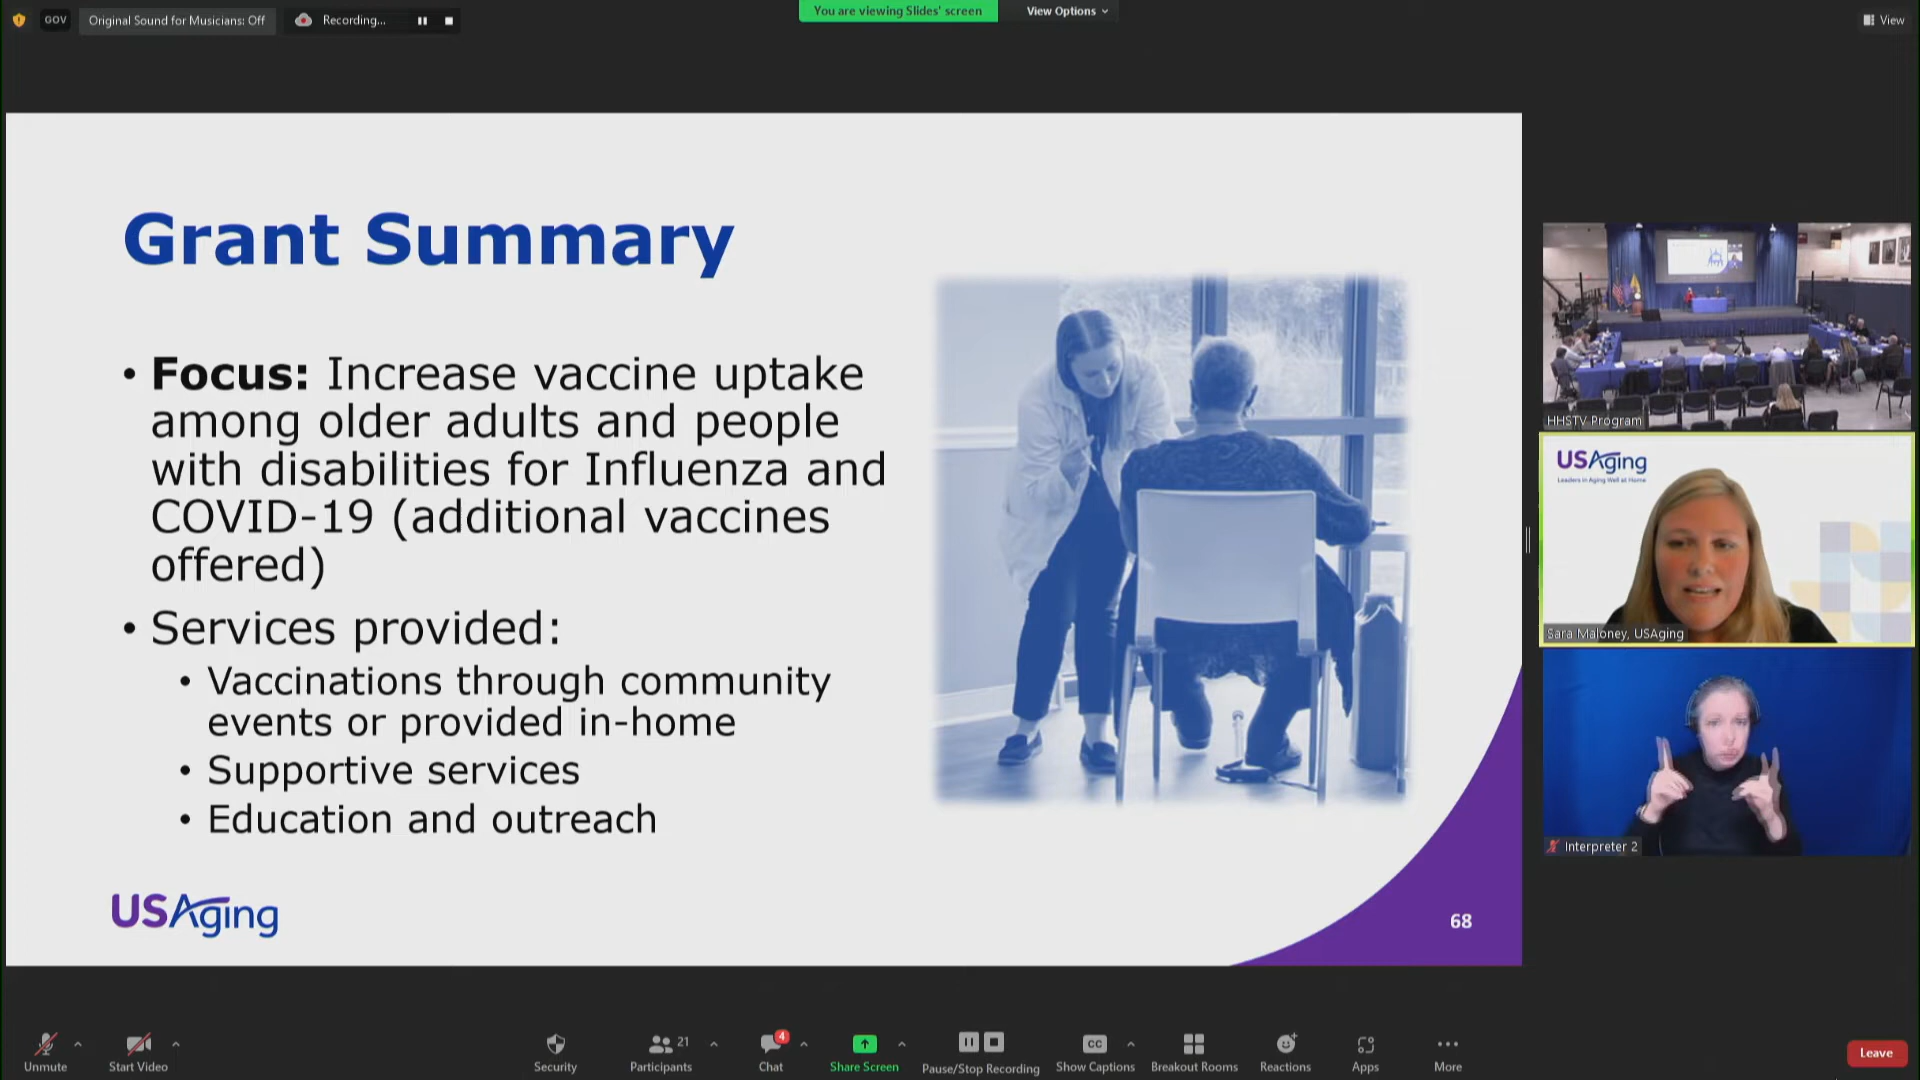 GOV
Original Sound for Musicians: Off
Recording...
You are viewing Slides' screen
View Options
View
Grant Summary
• Focus: Increase vaccine uptake
among older adults and people
with disabilities for Influenza and
COVID-19 (additional vaccines
offered)
• Services provided:
• Vaccinations through community
events or provided in-home
• Supportive services
• Education and outreach
USAging
68
HHSTV Program
USAging
Leaders in Aging Well at Home
Sara Maloney, USAging
Interpreter 2
Unmute
Start Video
Security
21
Participants
4
Chat
Share Screen
Pause/Stop Recording
CC
Show Captions
Breakout Rooms
Reactions
Apps
More
Leave